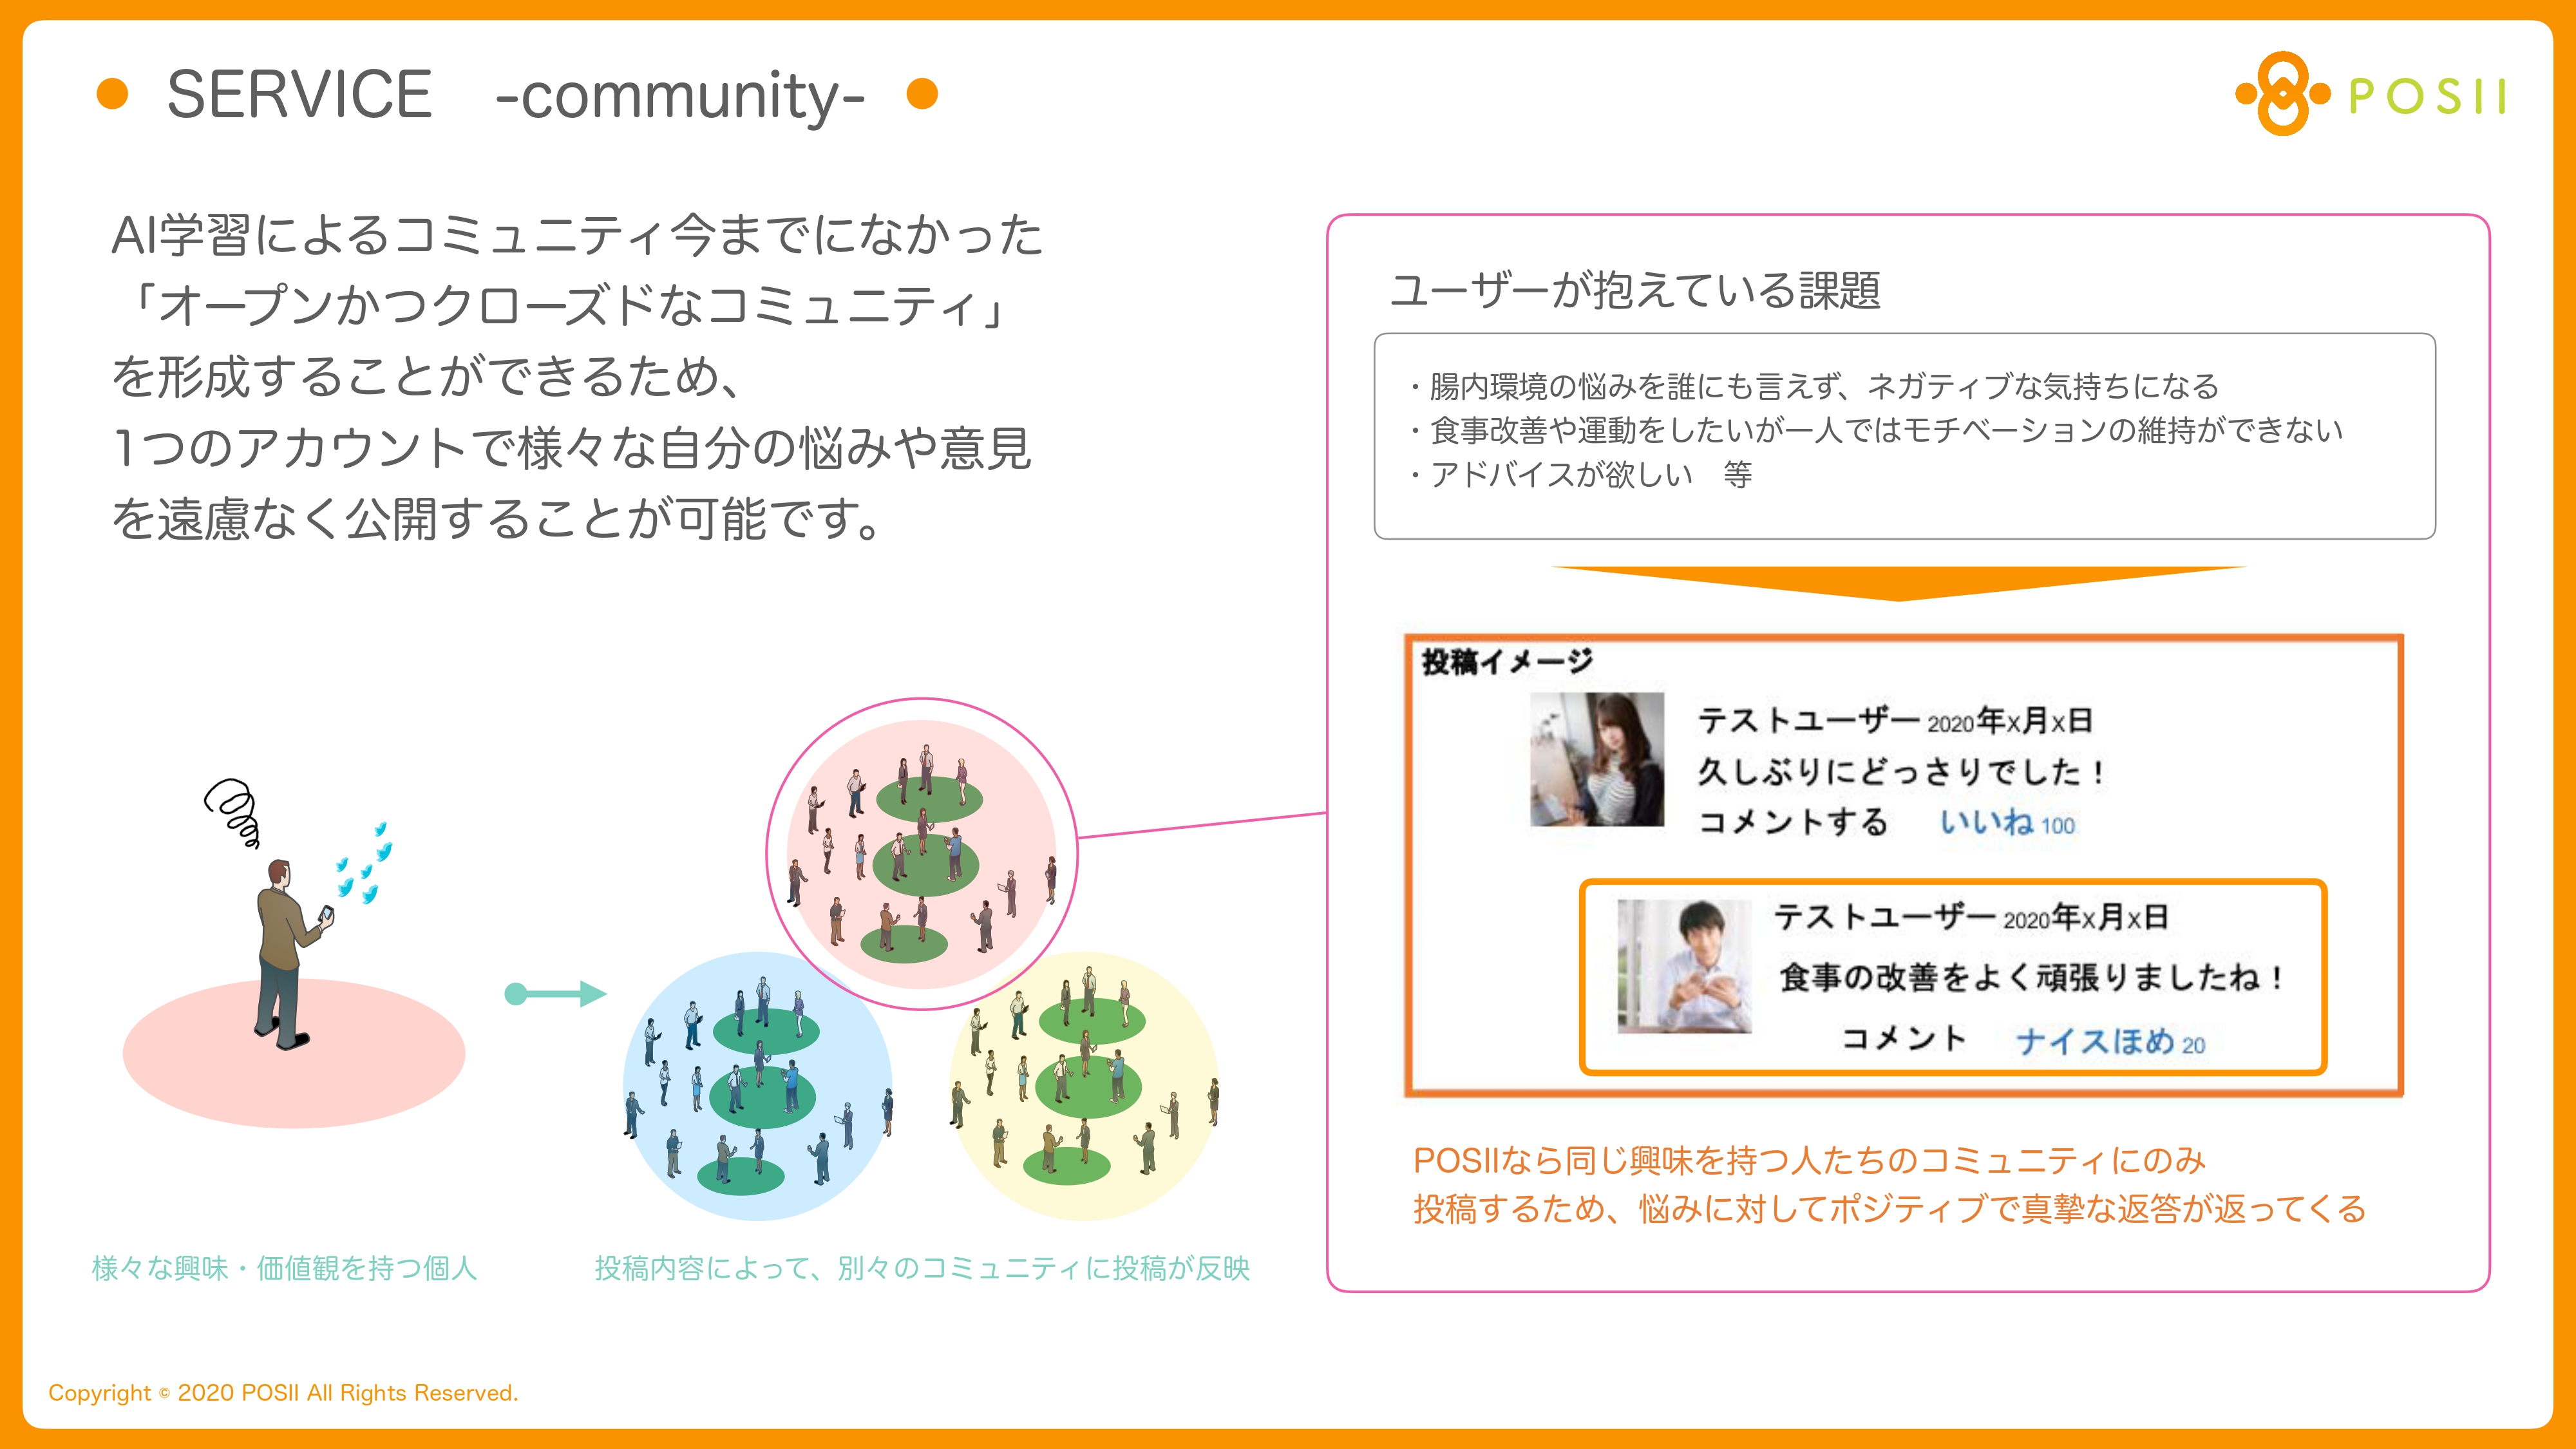 SERVICE　-community-
POSII
AI学習によるコミュニティ今までになかった
「オープンかつクローズドなコミュニティ」
を形成することができるため、
1つのアカウントで様々な自分の悩みや意見
を遠慮なく公開することが可能です。
様々な興味・価値観を持つ個人
投稿内容によって、別々のコミュニティに投稿が反映
ユーザーが抱えている課題
・腸内環境の悩みを誰にも言えず、ネガティブな気持ちになる
・食事改善や運動をしたいが一人ではモチベーションの維持ができない
・アドバイスが欲しい　等
投稿イメージ
テストユーザー 2020年x月x日
久しぶりにどっさりでした！
コメントする　いいね 100
テストユーザー 2020年x月x日
食事の改善をよく頑張りましたね！
コメント　ナイスほめ 20
POSIIなら同じ興味を持つ人たちのコミュニティにのみ
投稿するため、悩みに対してポジティブで真摯な返答が返ってくる
Copyright © 2020 POSII All Rights Reserved.